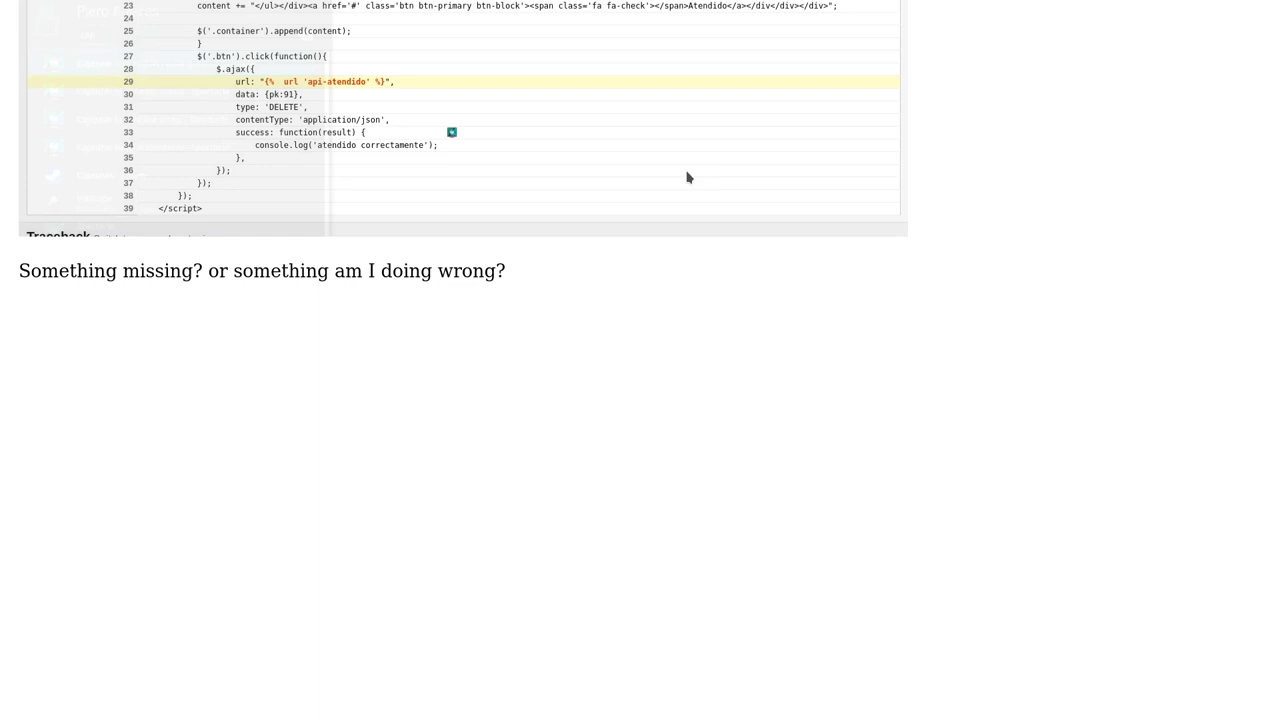 23 content += "</ul></div><a href='#' class='btn btn-primary btn-block'><span class='fa fa-check'></span>Atendido</a></div></div></div>";
24
25 $('.container').append(content);
26 }
27 $('.btn').click(function(){
28 $.ajax({
29 url: "{%  url 'api-atendido' %}",
30 data: {pk:91},
31 type: 'DELETE',
32 contentType: 'application/json',
33 success: function(result) {
34 console.log('atendido correctamente');
35 },
36 });
37 });
38 });
39 </script>
Traceback
Something missing? or something am I doing wrong?